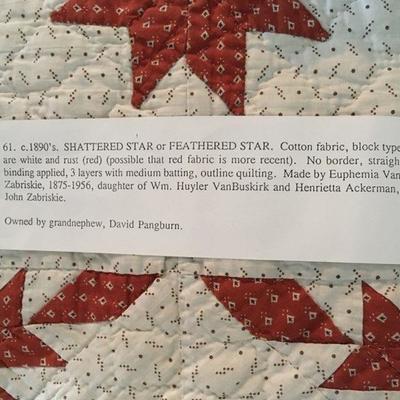 61. c.1890's. SHATTERED STAR or FEATHERED STAR. Cotton fabric, block type
are white and rust (red) (possible that red fabric is more recent). No border, straigh
binding applied, 3 layers with medium batting, outline quilting. Made by Euphemia Van
Zabriskie, 1875-1956, daughter of Wm. Huyler VanBuskirk and Henrietta Ackerman,
John Zabriskie.
Owned by grandnephew, David Pangburn.